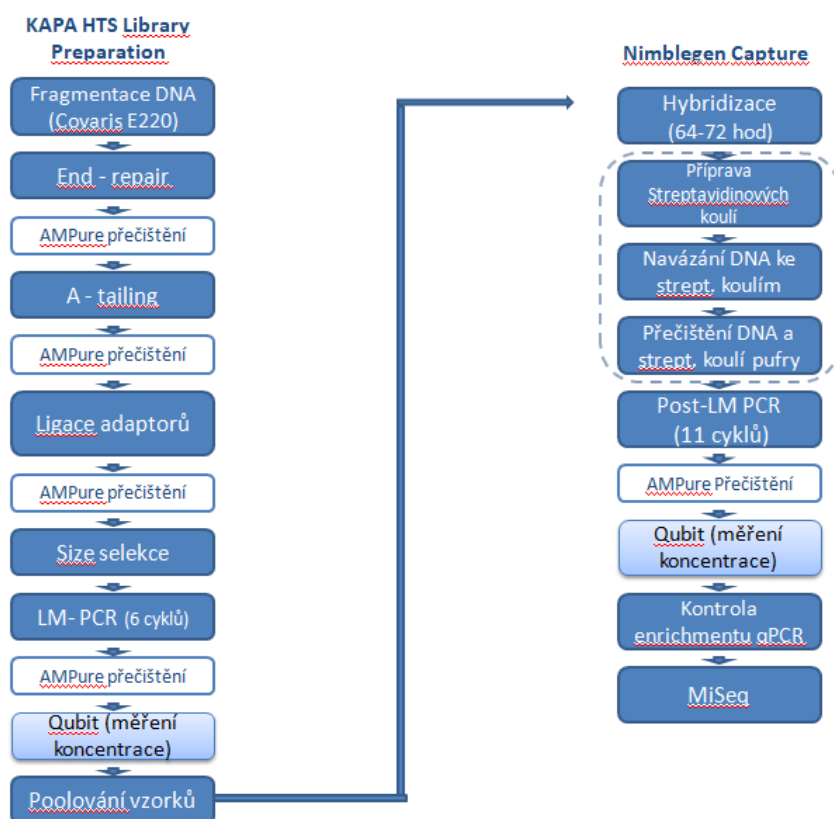 KAPA HTS Library
Preparation
Fragmentace DNA
(Covaris E220)
End - repair
AMPure přečištění
A - tailing
AMPure přečištění
Ligace adaptorů
AMPure přečištění
Size selekce
LM- PCR (6 cyklů)
AMPure přečištění
Qubit (měření
koncentrace)
Poolování vzorků
Nimblegen Capture
Hybridizace
(64-72 hod)
Příprava
Streptavidinových
koulí
Navázání DNA ke
strept. koulím
Přečištění DNA a
strept. koulí pufry
Post-LM PCR
(11 cyklů)
AMPure Přečištění
Qubit (měření
koncentrace)
Kontrola
enrichmentu qPCR
MiSeq